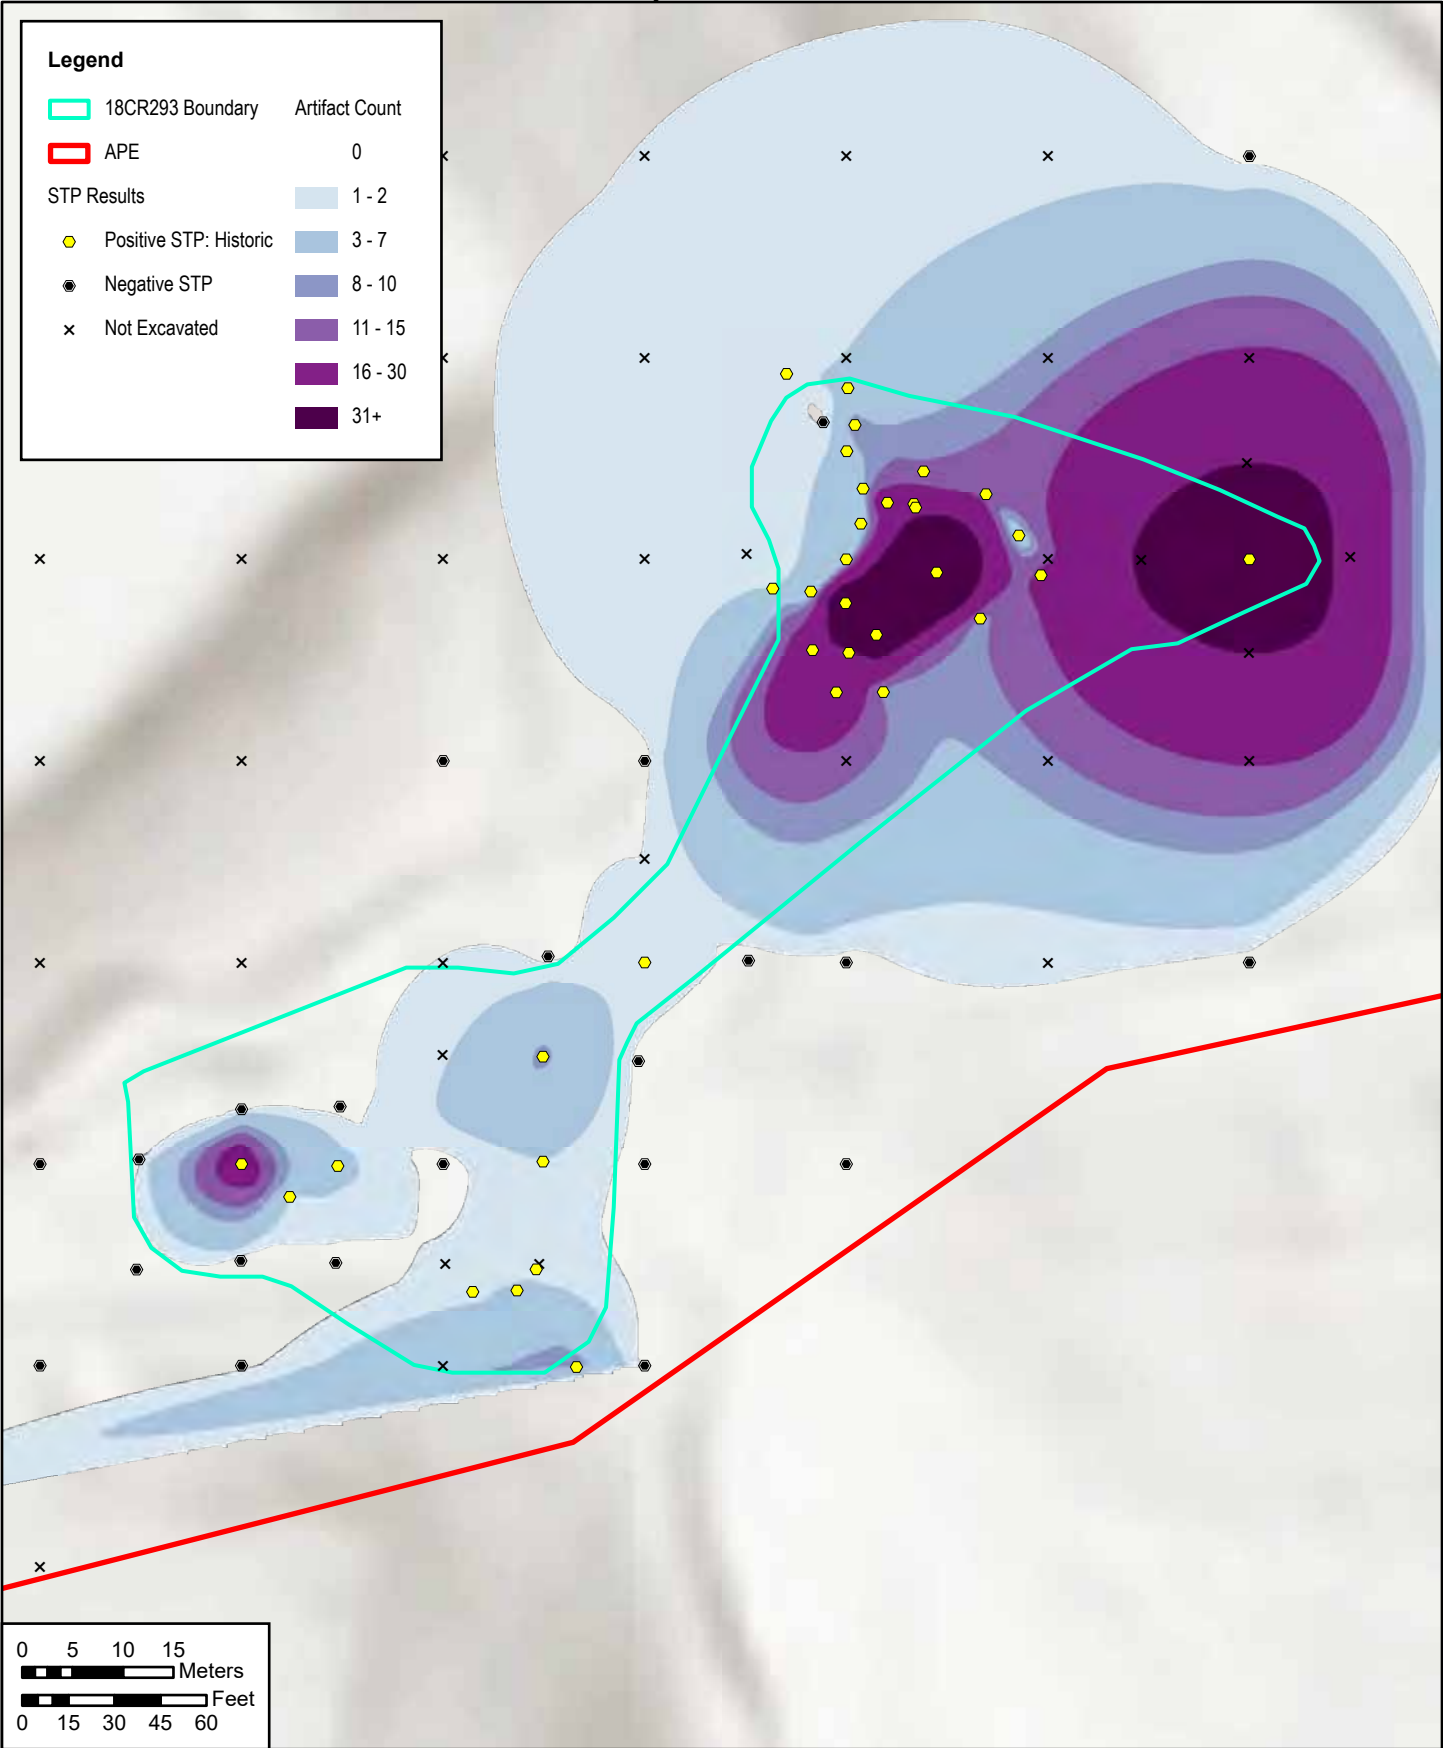 Legend
18CR293 Boundary
APE
STP Results
Positive STP: Historic
Negative STP
Not Excavated
Artifact Count
0
1 - 2
3 - 7
8 - 10
11 - 15
16 - 30
31+
0 5 10 15
Meters
Feet
0 15 30 45 60